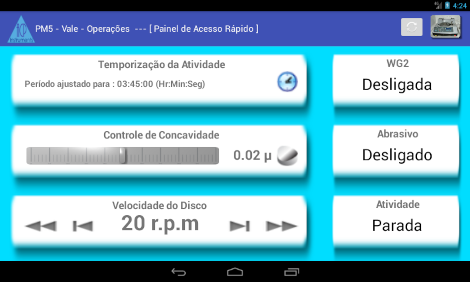 4:24
PM5 - Vale - Operações --- [ Painel de Acesso Rápido ]
Temporização da Atividade
Período ajustado para : 03:45:00 (Hr:Min:Seg)
WG2
Desligada
Controle de Concavidade
0.02 µ
Abrasivo
Desligado
Velocidade do Disco
20 r.p.m
Atividade
Parada